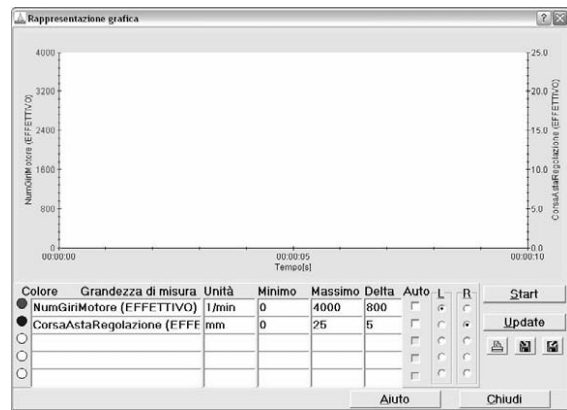 Rappresentazione grafica
4000
2400
1600
800
0
NumGiriMotore (EFFETTIVO)
25.0
20.0
15.0
10.0
5.0
0.0
CorsaAstaRegolazione (EFFETTIVO)
00:00:00
00:00:05
00:00:10
Tempo[s]
Colore Grandezza di misura Unità Minimo Massimo Delta Auto L R
NumGiriMotore (EFFETTIVO) 1/min 0 4000 800
CorsaAstaRegolazione (EFFE mm 0 25 5
Start
Update
Aiuto Chiudi